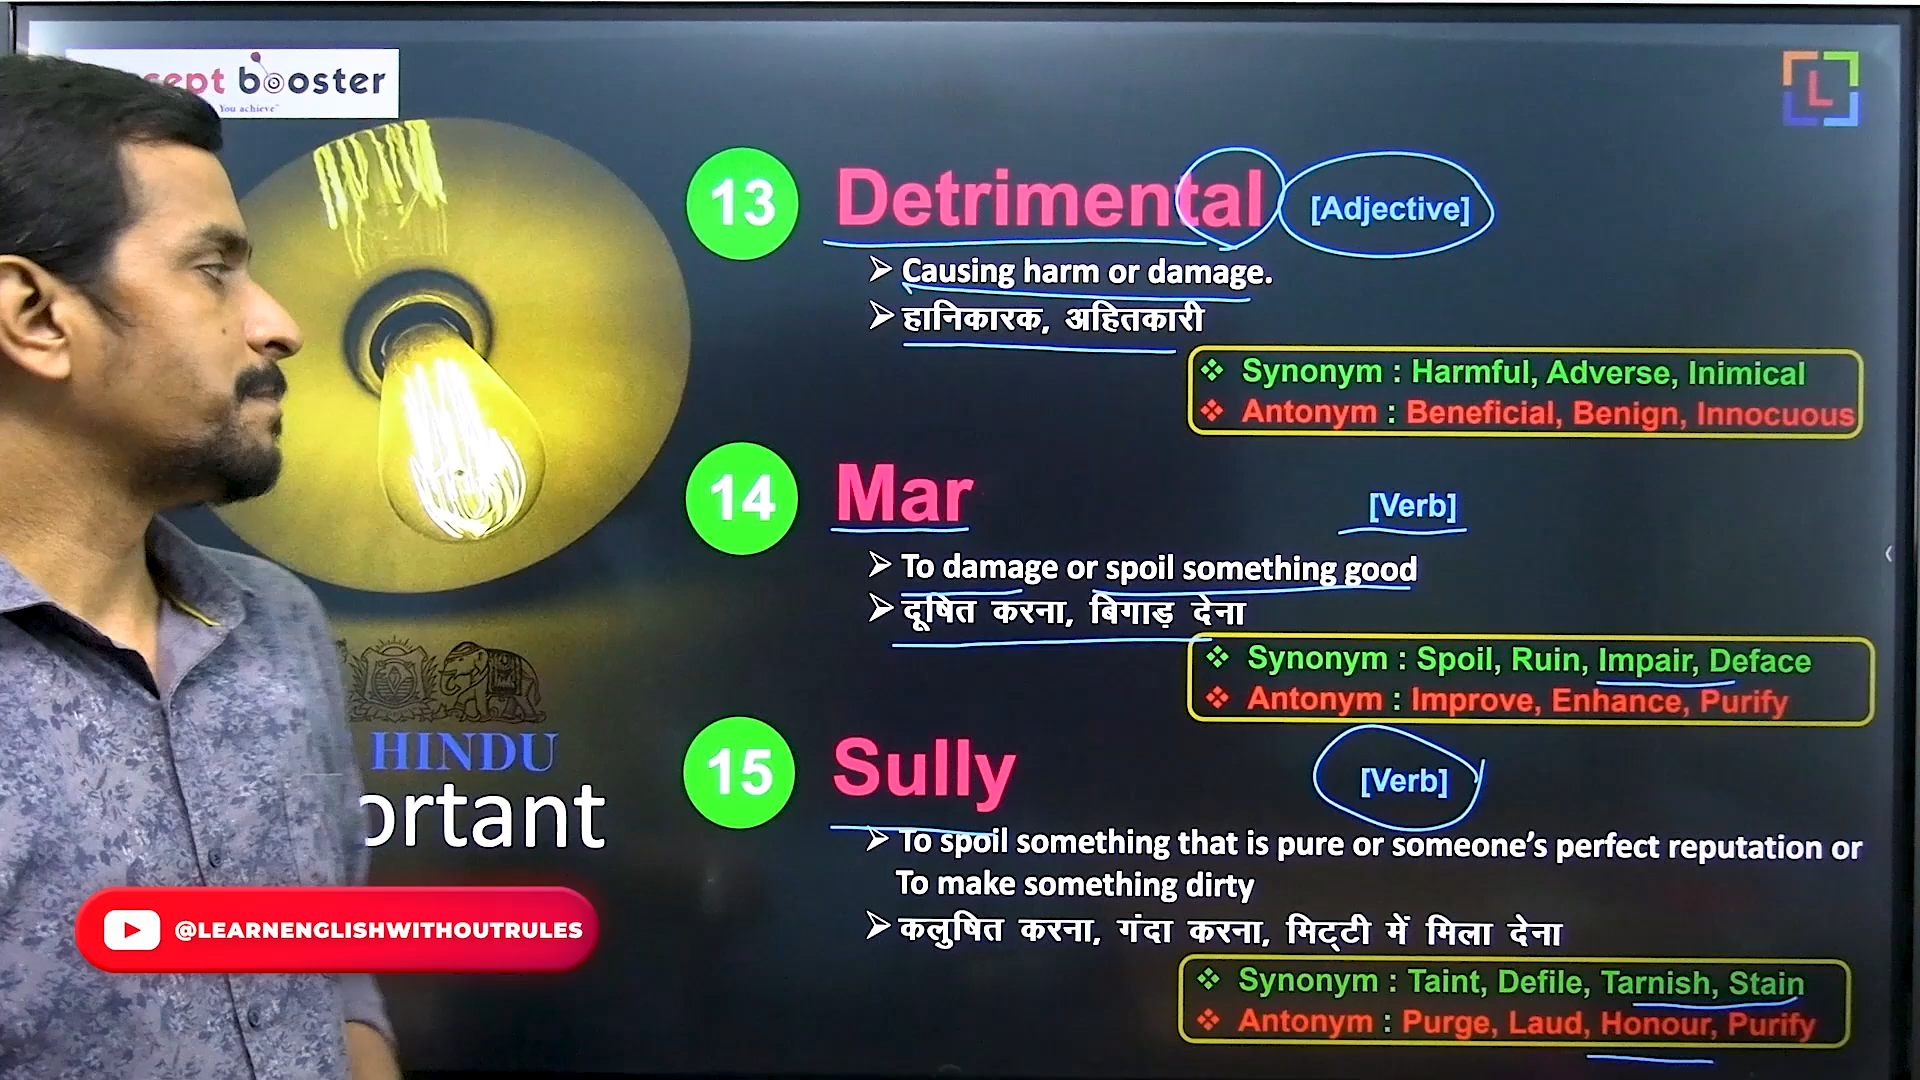 booster
You achieve"
L
13 Detrimental [Adjective]
➢ Causing harm or damage.
➢ हानिकारक, अहितकारी
❖ Synonym : Harmful, Adverse, Inimical
❖ Antonym : Beneficial, Benign, Innocuous
14 Mar [Verb]
➢ To damage or spoil something good
➢ दूषित करना, बिगाड़ देना
❖ Synonym : Spoil, Ruin, Impair, Deface
❖ Antonym : Improve, Enhance, Purify
HINDU
ortant
15 Sully [Verb]
➢ To spoil something that is pure or someone's perfect reputation or
To make something dirty
➢ कलुषित करना, गंदा करना, मिट्टी में मिला देना
❖ Synonym : Taint, Defile, Tarnish, Stain
❖ Antonym : Purge, Laud, Honour, Purify
@LEARNENGLISHWITHOUTRULES